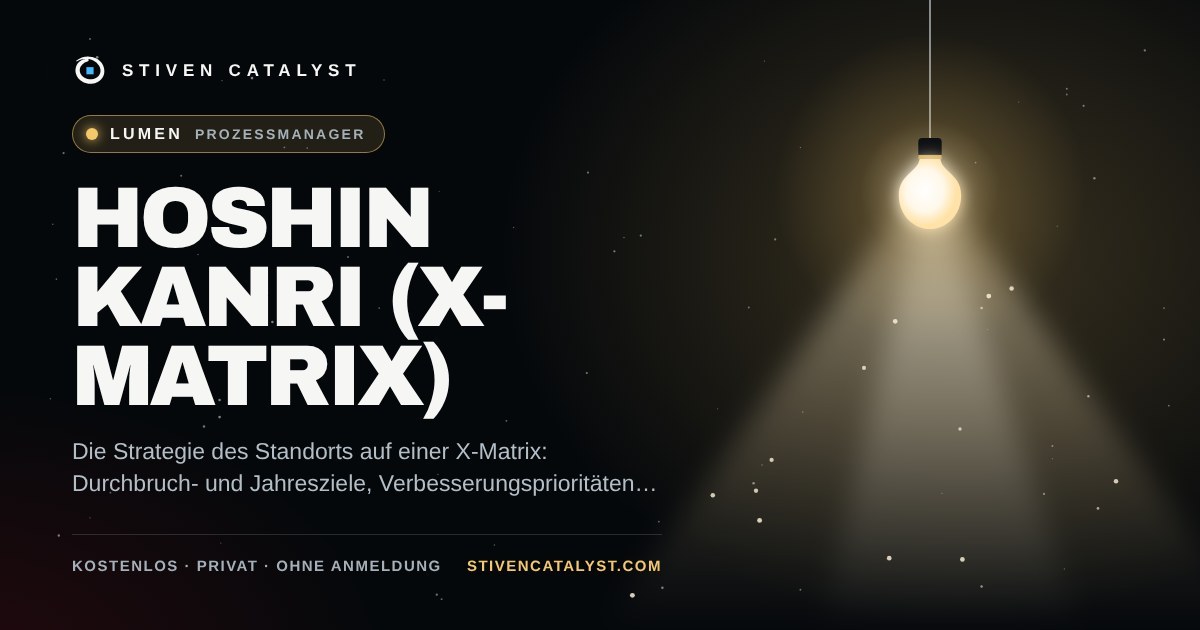 STIVEN CATALYST
LUMEN PROZESSMANAGER
HOSHIN
KANRI (X-
MATRIX)
Die Strategie des Standorts auf einer X-Matrix:
Durchbruch- und Jahresziele, Verbesserungsprioritäten…
KOSTENLOS · PRIVAT · OHNE ANMELDUNG STIVENCATALYST.COM